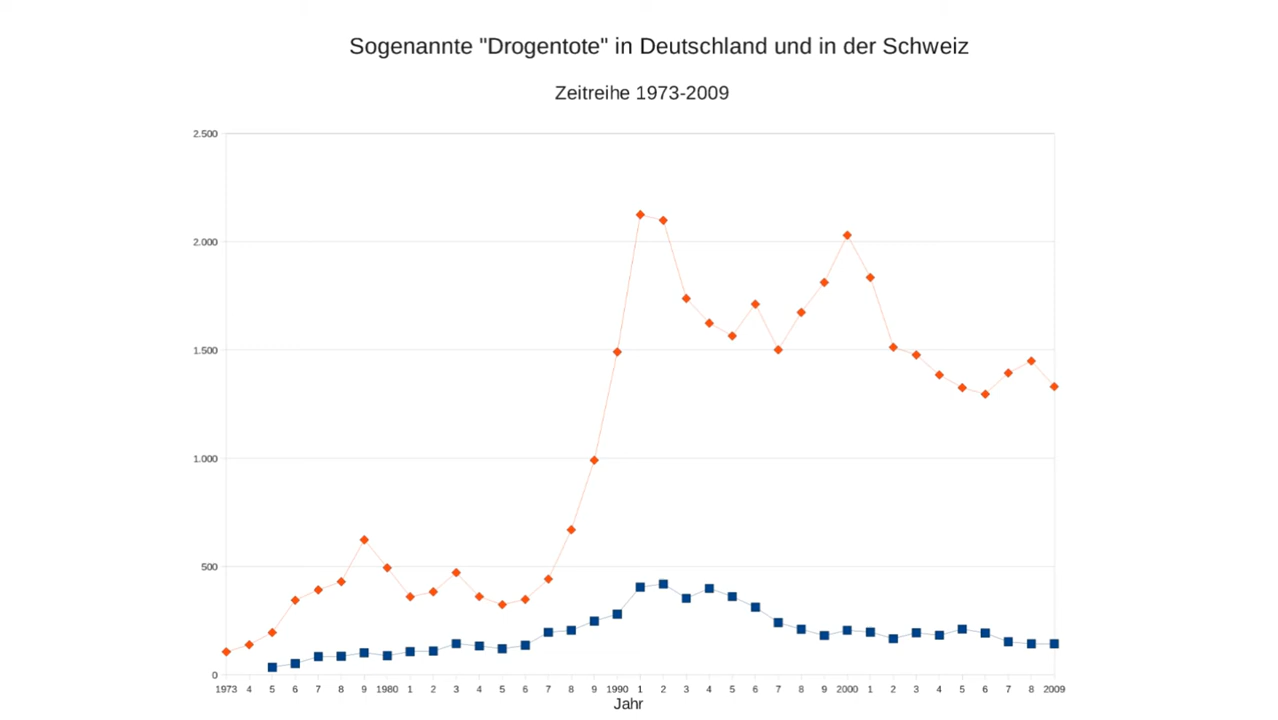 Sogenannte "Drogentote" in Deutschland und in der Schweiz
Zeitreihe 1973-2009
2.500
2.000
1.500
1.000
500
0
1973 4 5 6 7 8 9 1980 1 2 3 4 5 6 7 8 9 1990 1 2 3 4 5 6 7 8 9 2000 1 2 3 4 5 6 7 8 2009
Jahr